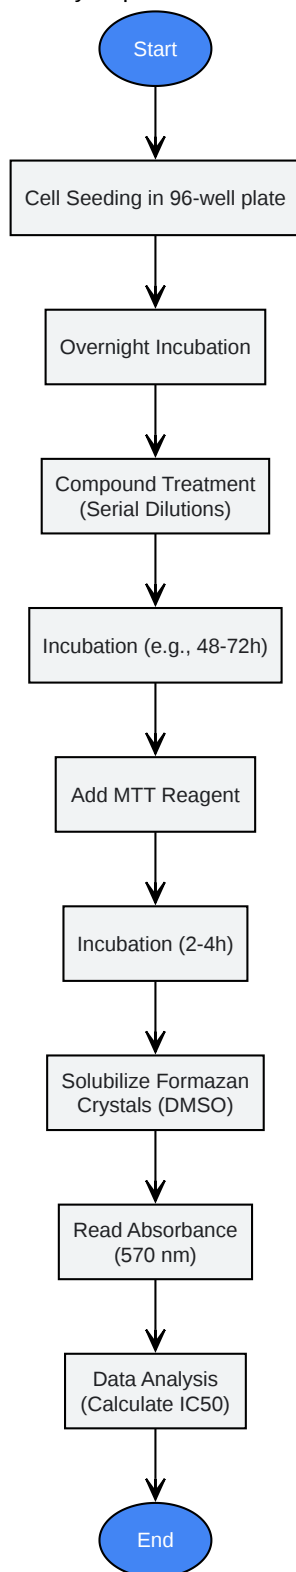 Start
Cell Seeding in 96-well plate
Overnight Incubation
Compound Treatment
(Serial Dilutions)
Incubation (e.g., 48-72h)
Add MTT Reagent
Incubation (2-4h)
Solubilize Formazan
Crystals (DMSO)
Read Absorbance
(570 nm)
Data Analysis
(Calculate IC50)
End